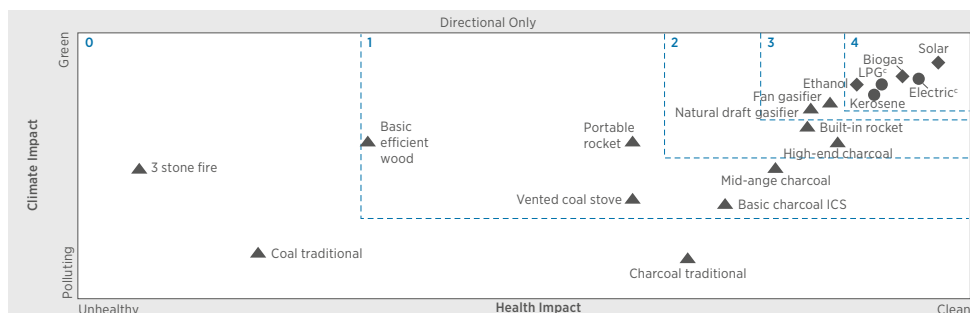 Directional Only
Green
0
1
2
3
4
Solar
Biogas
LPGᶜ
Ethanol
Electricᶜ
Fan gasifier
Kerosene
Natural draft gasifier
Basic
efficient
wood
Portable
rocket
Built-in rocket
High-end charcoal
Climate Impact
3 stone fire
Mid-ange charcoal
Vented coal stove
Basic charcoal ICS
Coal traditional
Charcoal traditional
Polluting
Unhealthy
Health Impact
Clean